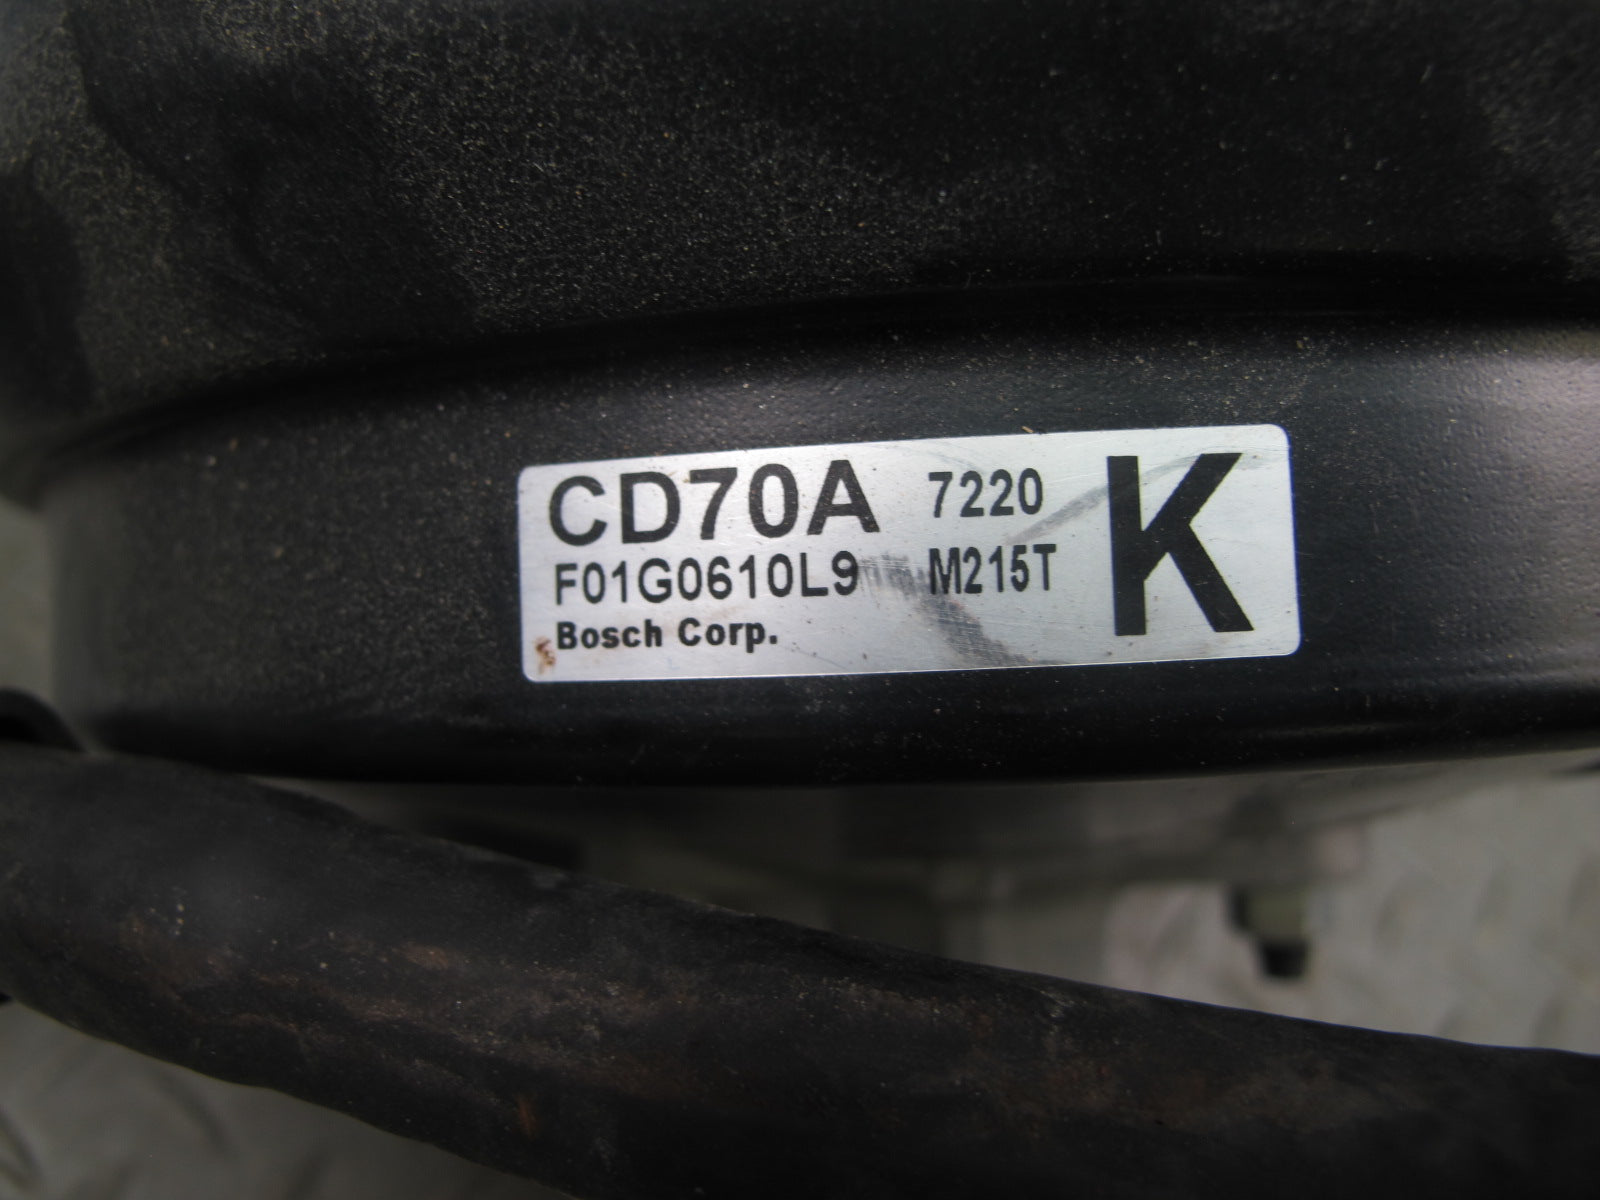 CD70A 7220 K
F01G0610L9 M215T
Bosch Corp.